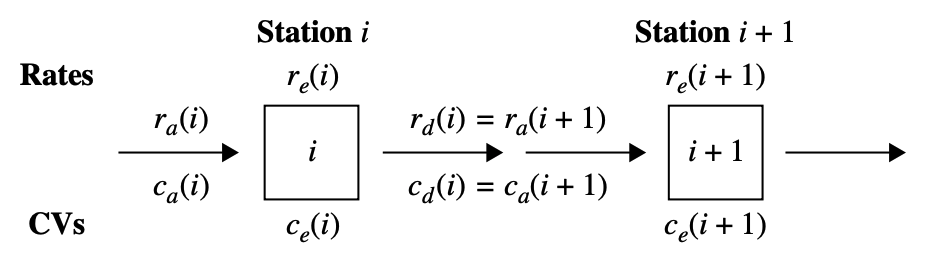 Station i Station i + 1
Rates r_e(i) r_e(i + 1)
r_a(i) r_d(i) = r_a(i + 1)
i i + 1
c_a(i) c_d(i) = c_a(i + 1)
CVs c_e(i) c_e(i + 1)